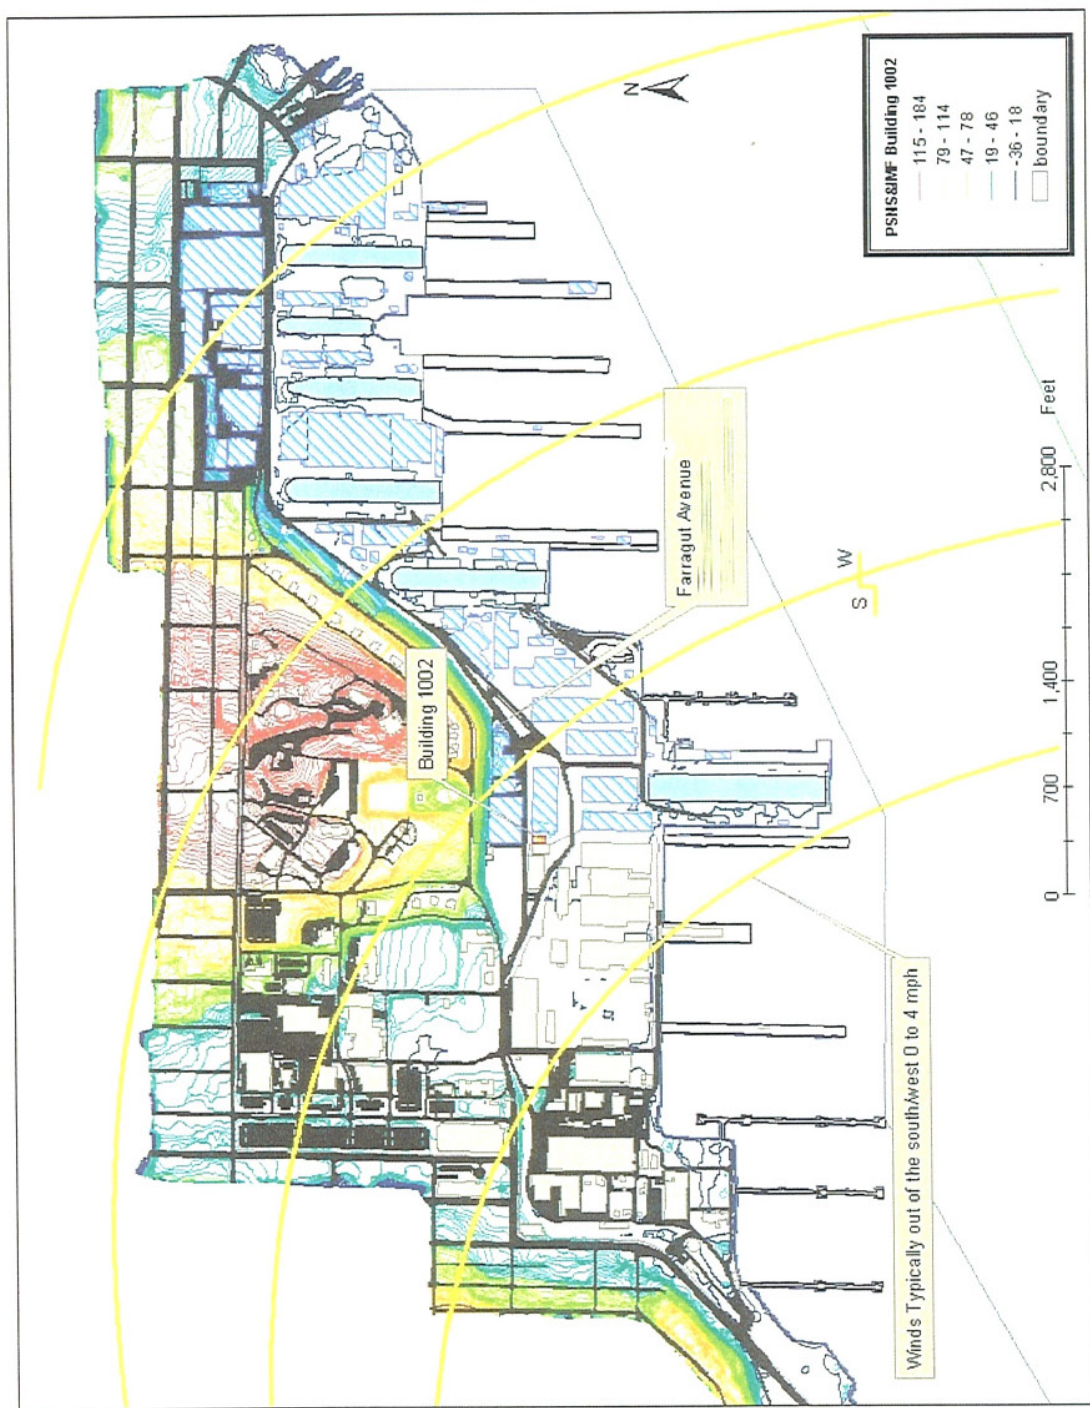 PSNS&IMF Building 1002
115 - 184
79 - 114
47 - 78
19 - 46
-36 - 18
boundary
N
Building 1002
Farragut Avenue
S W
Winds Typically out of the south/west 0 to 4 mph
0 700 1,400 2,800 Feet